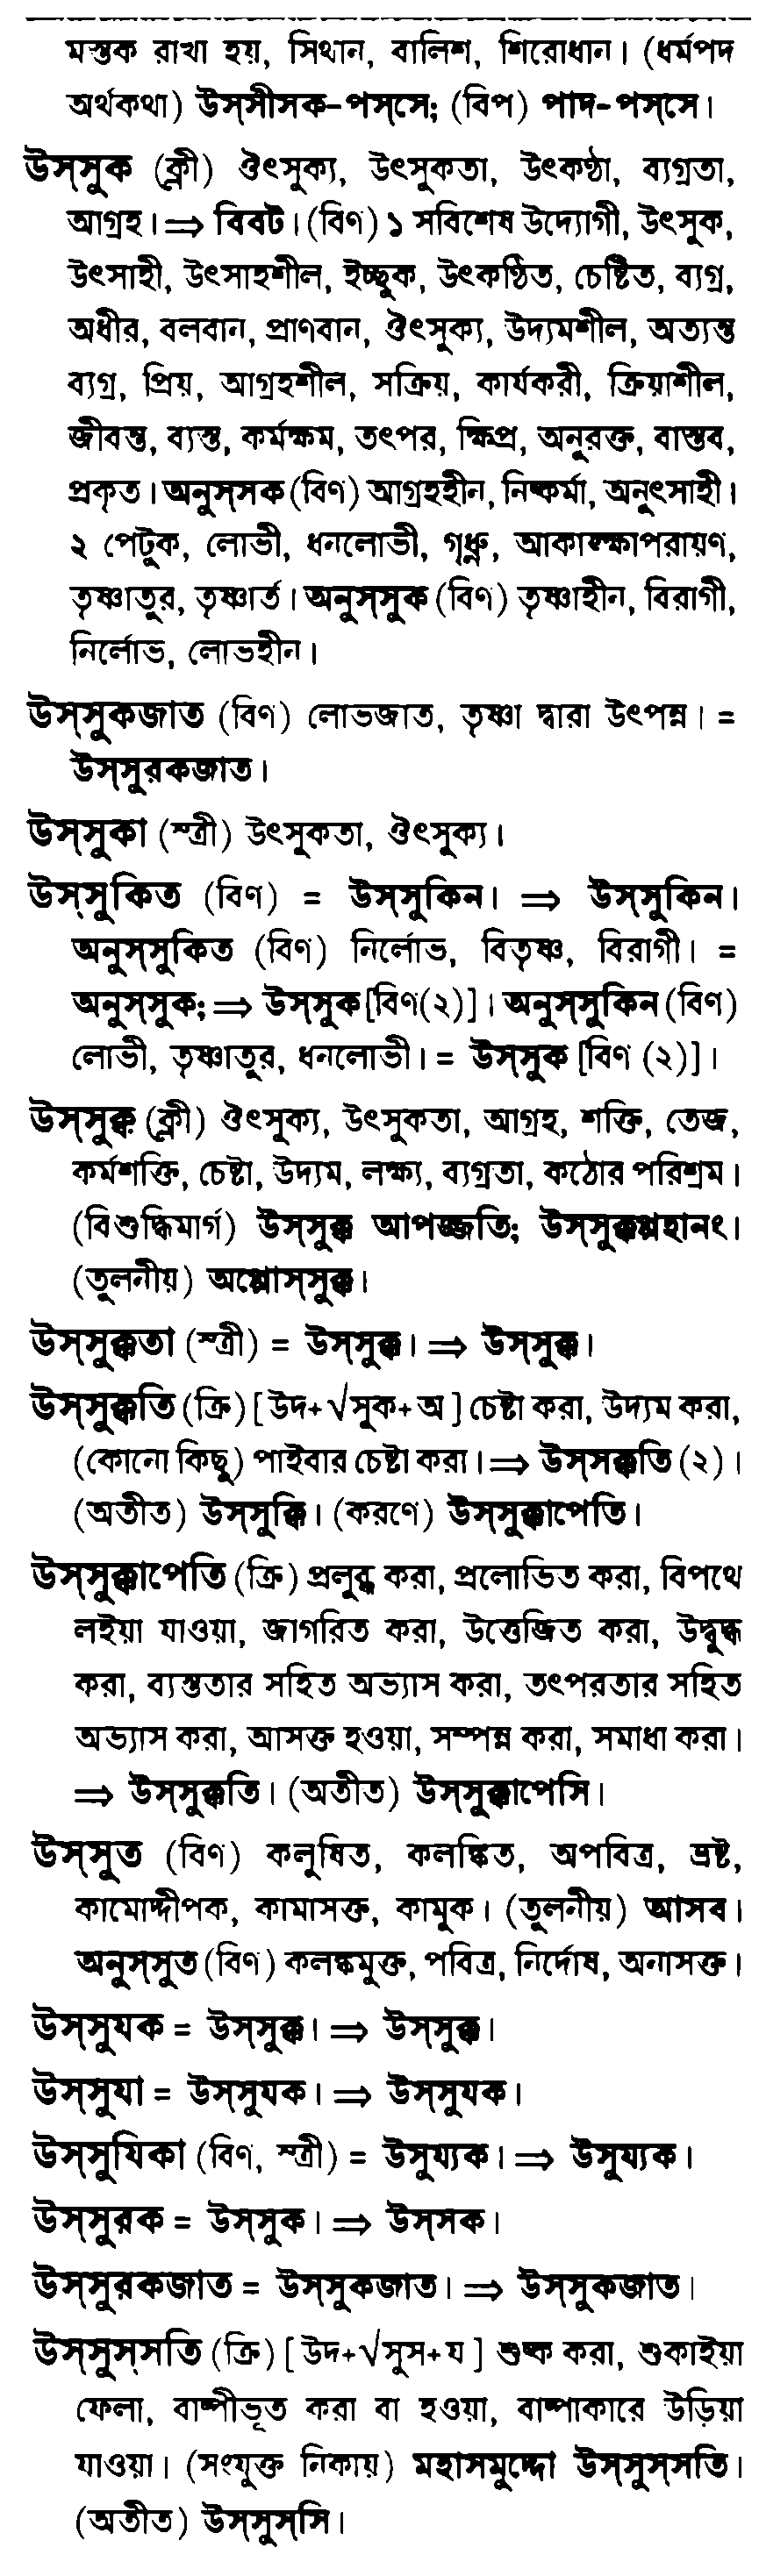 মস্তক রাখা হয়, সিথান, বালিশ, শিরোধান। (ধর্মপদ
অর্থকথা) উস্সীসক-পস্সে; (বিপ) পাদ-পস্সে।
উস্সুক (ক্লী) ঔৎসুক্য, উৎসুকতা, উৎকণ্ঠা, ব্যগ্রতা,
আগ্রহ। ⇒ বিবট। (বিণ) ১ সবিশেষ উদ্যোগী, উৎসুক,
উৎসাহী, উৎসাহশীল, ইচ্ছুক, উৎকণ্ঠিত, চেষ্টিত, ব্যগ্র,
অধীর, বলবান, প্রাণবান, ঔৎসুক্য, উদ্যমশীল, অত্যন্ত
ব্যগ্র, প্রিয়, আগ্রহশীল, সক্রিয়, কার্যকরী, ক্রিয়াশীল,
জীবন্ত, ব্যস্ত, কর্মক্ষম, তৎপর, ক্ষিপ্র, অনুরক্ত, বাস্তব,
প্রকৃত। অনুস্সক (বিণ) আগ্রহহীন, নিষ্কর্মা, অনুৎসাহী।
২ পেটুক, লোভী, ধনলোভী, গৃধ্নু, আকাঙ্ক্ষাপরায়ণ,
তৃষ্ণাতুর, তৃষ্ণার্ত। অনুস্সুক (বিণ) তৃষ্ণাহীন, বিরাগী,
নির্লোভ, লোভহীন।
উস্সুকজাত (বিণ) লোভজাত, তৃষ্ণা দ্বারা উৎপন্ন। =
উস্সুরকজাত।
উস্সুকা (স্ত্রী) উৎসুকতা, ঔৎসুক্য।
উস্সুকিত (বিণ) = উস্সুকিন। ⇒ উস্সুকিন।
অনুস্সুকিত (বিণ) নির্লোভ, বিতৃষ্ণ, বিরাগী। =
অনুস্সুক; ⇒ উস্সুক [বিণ(২)]। অনুস্সুকিন (বিণ)
লোভী, তৃষ্ণাতুর, ধনলোভী। = উস্সুক [বিণ (২)]।
উস্সুক্ক (ক্লী) ঔৎসুক্য, উৎসুকতা, আগ্রহ, শক্তি, তেজ,
কর্মশক্তি, চেষ্টা, উদ্যম, লক্ষ্য, ব্যগ্রতা, কঠোর পরিশ্রম।
(বিশুদ্ধিমার্গ) উস্সুক্ক আপজ্জতি; উস্সুক্কপ্পহানং।
(তুলনীয়) অপ্পোস্সুক্ক।
উস্সুক্কতা (স্ত্রী) = উস্সুক্ক। ⇒ উস্সুক্ক।
উস্সুক্কতি (ক্রি) [ উদ+√সুক+অ ] চেষ্টা করা, উদ্যম করা,
(কোনো কিছু) পাইবার চেষ্টা করা। ⇒ উস্সক্কতি (২)।
(অতীত) উস্সুক্কি। (করণে) উস্সুক্কাপেতি।
উস্সুক্কাপেতি (ক্রি) প্রলুব্ধ করা, প্রলোভিত করা, বিপথে
লইয়া যাওয়া, জাগরিত করা, উত্তেজিত করা, উদ্বুদ্ধ
করা, ব্যস্ততার সহিত অভ্যাস করা, তৎপরতার সহিত
অভ্যাস করা, আসক্ত হওয়া, সম্পন্ন করা, সমাধা করা।
⇒ উস্সুক্কতি। (অতীত) উস্সুক্কাপেসি।
উস্সুত (বিণ) কলুষিত, কলঙ্কিত, অপবিত্র, ভ্রষ্ট,
কামোদ্দীপক, কামাসক্ত, কামুক। (তুলনীয়) আসব।
অনুস্সুত (বিণ) কলঙ্কমুক্ত, পবিত্র, নির্দোষ, অনাসক্ত।
উস্সুযক = উস্সুক্ক। ⇒ উস্সুক্ক।
উস্সুযা = উস্সুযক। ⇒ উস্সুযক।
উস্সুযিকা (বিণ, স্ত্রী) = উসুয্যক। ⇒ উসুয্যক।
উস্সুরক = উস্সুক। ⇒ উস্সক।
উস্সুরকজাত = উস্সুকজাত। ⇒ উস্সুকজাত।
উস্সুস্সতি (ক্রি) [ উদ+√সুস+য ] শুষ্ক করা, শুকাইয়া
ফেলা, বাষ্পীভূত করা বা হওয়া, বাষ্পাকারে উড়িয়া
যাওয়া। (সংযুক্ত নিকায়) মহাসমুদ্দো উস্সুস্সতি।
(অতীত) উস্সুস্সি।